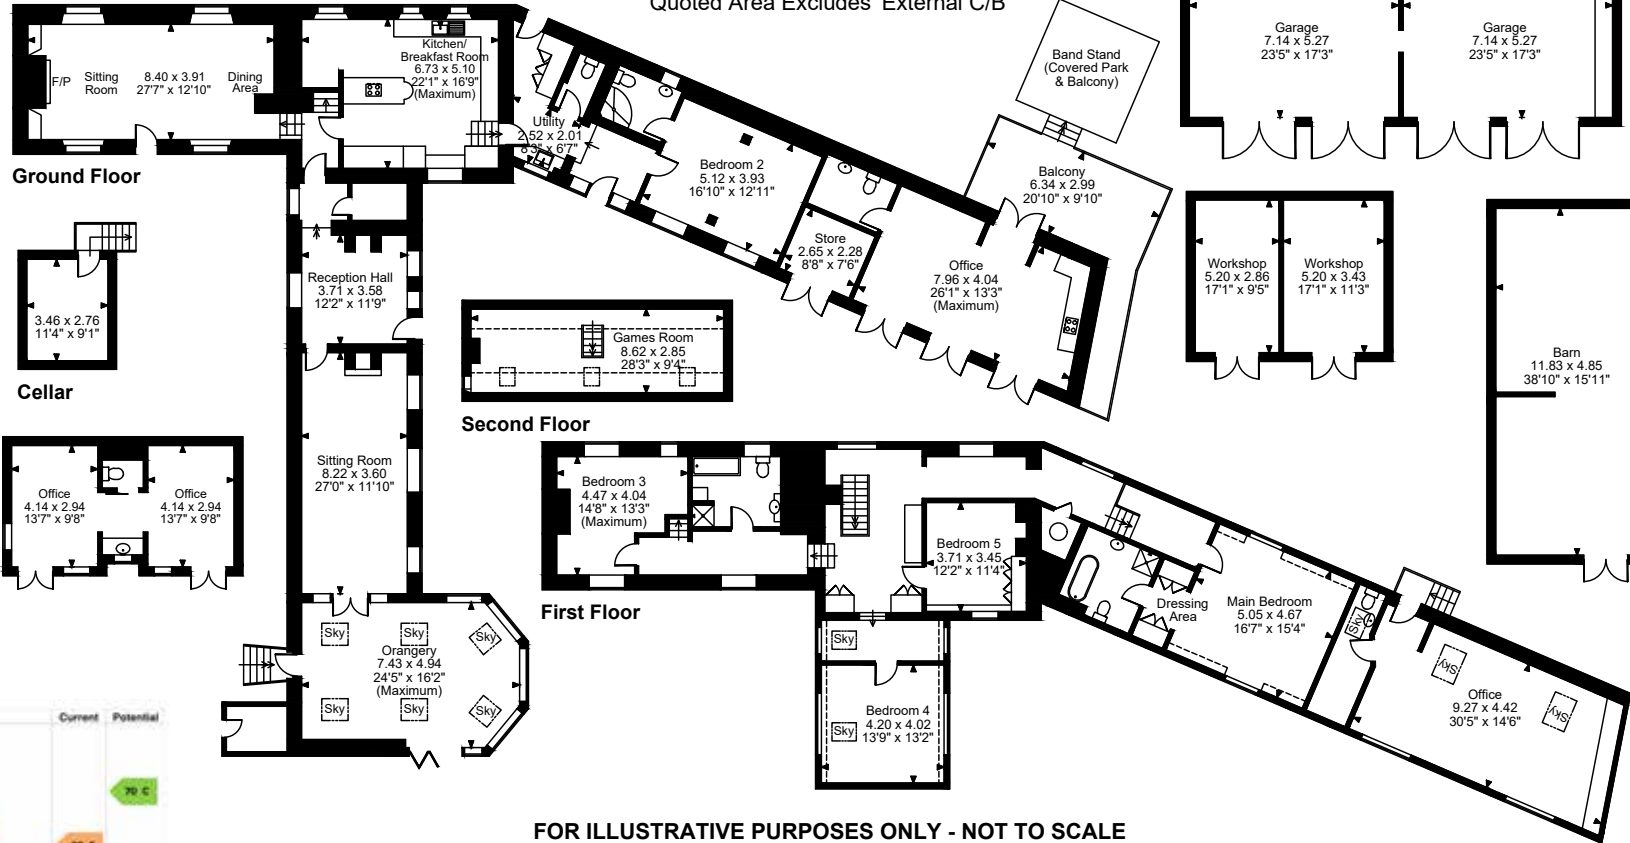 Quoted Area Excludes 'External C/B'
F/P
Sitting
Room
8.40 x 3.91
27'7" x 12'10"
Dining
Area
Kitchen/
Breakfast Room
6.73 x 5.10
22'1" x 16'9"
(Maximum)
Utility
2.52 x 2.01
8'3" x 6'7"
Bedroom 2
5.12 x 3.93
16'10" x 12'11"
Store
2.65 x 2.28
8'8" x 7'6"
Office
7.96 x 4.04
26'1" x 13'3"
(Maximum)
Balcony
6.34 x 2.99
20'10" x 9'10"
Band Stand
(Covered Park
& Balcony)
Garage
7.14 x 5.27
23'5" x 17'3"
Garage
7.14 x 5.27
23'5" x 17'3"
Ground Floor
Reception Hall
3.71 x 3.58
12'2" x 11'9"
Workshop
5.20 x 2.86
17'1" x 9'5"
Workshop
5.20 x 3.43
17'1" x 11'3"
Barn
11.83 x 4.85
38'10" x 15'11"
3.46 x 2.76
11'4" x 9'1"
Cellar
Games Room
8.62 x 2.85
28'3" x 9'4"
Second Floor
Office
4.14 x 2.94
13'7" x 9'8"
Office
4.14 x 2.94
13'7" x 9'8"
Sitting Room
8.22 x 3.60
27'0" x 11'10"
Sky
Sky
Sky
Orangery
7.43 x 4.94
24'5" x 16'2"
(Maximum)
Sky
Sky
Sky
Bedroom 3
4.47 x 4.04
14'8" x 13'3"
(Maximum)
Bedroom 5
3.71 x 3.45
12'2" x 11'4"
First Floor
Sky
Bedroom 4
4.20 x 4.02
13'9" x 13'2"
Sky
Dressing
Area
Main Bedroom
5.05 x 4.67
16'7" x 15'4"
Sky
Sky
Sky
Office
9.27 x 4.42
30'5" x 14'6"
Current
Potential
70 C
FOR ILLUSTRATIVE PURPOSES ONLY - NOT TO SCALE